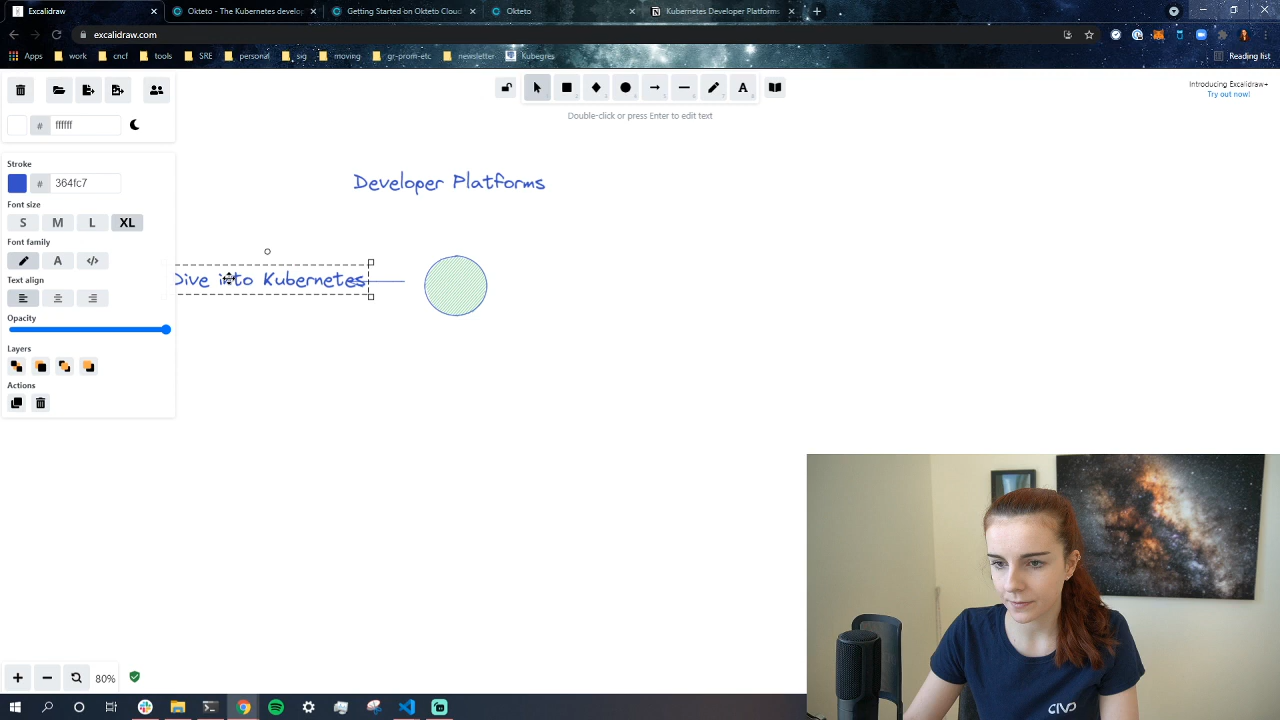 Excalidraw
Okteto - The Kubernetes develop
Getting Started on Okteto Cloud
Okteto
Kubernetes Developer Platforms
excalidraw.com
Apps
work
cncf
tools
SRE
personal
sig
moving
gr-prom-etc
newsletter
Kubegres
Reading list
Introducing Excalidraw+
Try out now!
Double-click or press Enter to edit text
# ffffff
Stroke
# 364fc7
Font size
S M L XL
Font family
A </>
Text align
Opacity
Layers
Actions
Developer Platforms
Dive into Kubernetes
80%
CIVO